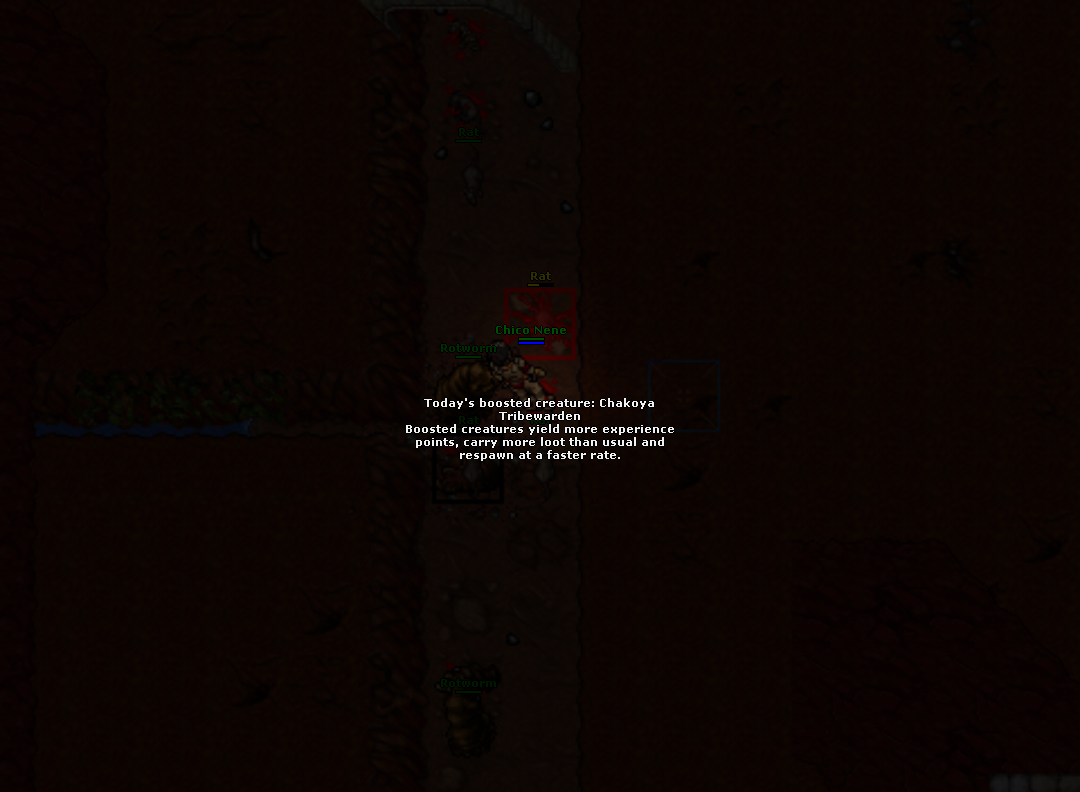 Rat
Rat
Chico Nene
Rotworm
Today's boosted creature: Chakoya
Tribewarden
Boosted creatures yield more experience
points, carry more loot than usual and
respawn at a faster rate.
Rotworm